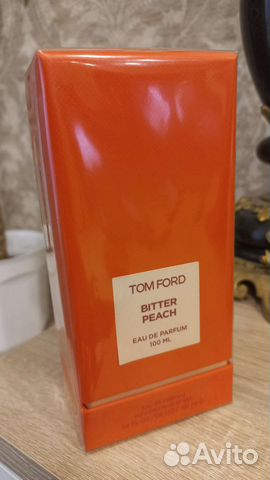 TOM FORD
BITTER
PEACH
EAU DE PARFUM
100 ML
Avito